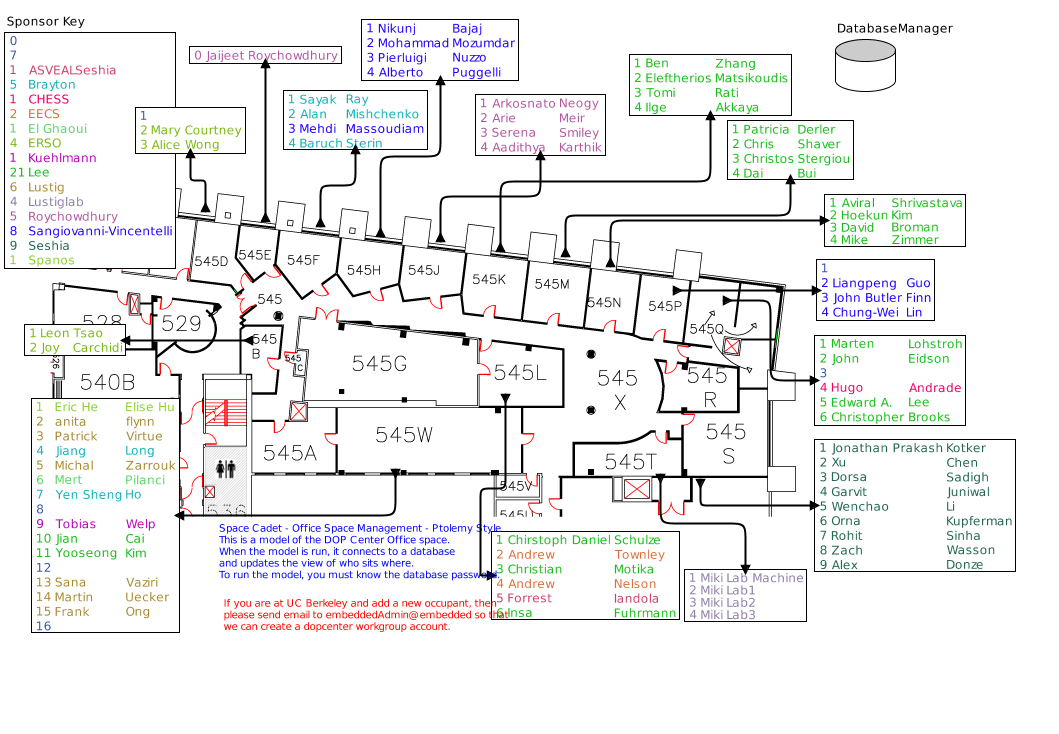 Sponsor Key
0
7
1 ASVEALSeshia
5 Brayton
1 CHESS
2 EECS
1 El Ghaoui
4 ERSO
1 Kuehlmann
21 Lee
6 Lustig
4 Lustiglab
5 Roychowdhury
8 Sangiovanni-Vincentelli
9 Seshia
1 Spanos
0 Jaijeet Roychowdhury
1 Nikunj Bajaj
2 Mohammad Mozumdar
3 Pierluigi Nuzzo
4 Alberto Puggelli
DatabaseManager
1 Ben Zhang
2 Eleftherios Matsikoudis
3 Tomi Rati
4 Ilge Akkaya
1
2 Mary Courtney
3 Alice Wong
1 Sayak Ray
2 Alan Mishchenko
3 Mehdi Massoudiam
4 Baruch Sterin
1 Arkosnato Neogy
2 Arie Meir
3 Serena Smiley
4 Aadithya Karthik
1 Patricia Derler
2 Chris Shaver
3 Christos Stergiou
4 Dai Bui
1 Aviral Shrivastava
2 Hoekun Kim
3 David Broman
4 Mike Zimmer
545D
545E
545F
545H
545J
545K
545M
545N
545P
545Q
1
2 Liangpeng Guo
3 John Butler Finn
4 Chung-Wei Lin
528
529
545
545
B
545
C
545G
545L
545
X
545
R
1 Leon Tsao
2 Joy Carchidi
26
540B
1 Marten Lohstroh
2 John Eidson
3
4 Hugo Andrade
5 Edward A. Lee
6 Christopher Brooks
1 Eric He Elise Hu
2 anita flynn
3 Patrick Virtue
4 Jiang Long
5 Michal Zarrouk
6 Mert Pilanci
7 Yen Sheng Ho
8
9 Tobias Welp
10 Jian Cai
11 Yooseong Kim
12
13 Sana Vaziri
14 Martin Uecker
15 Frank Ong
16
545A
545W
545T
545
S
545V
545U
536
1 Jonathan Prakash Kotker
2 Xu Chen
3 Dorsa Sadigh
4 Garvit Juniwal
5 Wenchao Li
6 Orna Kupferman
7 Rohit Sinha
8 Zach Wasson
9 Alex Donze
Space Cadet - Office Space Management - Ptolemy Style
This is a model of the DOP Center Office space.
When the model is run, it connects to a database
and updates the view of who sits where.
To run the model, you must know the database password.
If you are at UC Berkeley and add a new occupant, then
please send email to embeddedAdmin@embedded so that
we can create a dopcenter workgroup account.
1 Chirstoph Daniel Schulze
2 Andrew Townley
3 Christian Motika
4 Andrew Nelson
5 Forrest Iandola
6 Insa Fuhrmann
1 Miki Lab Machine
2 Miki Lab1
3 Miki Lab2
4 Miki Lab3